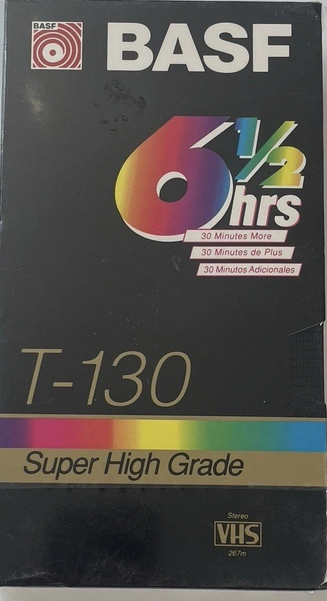 BASF
BASF
6 1/2
hrs
30 Minutes More
30 Minutes de Plus
30 Minutos Adicionales
T-130
Super High Grade
Stereo
VHS
267m